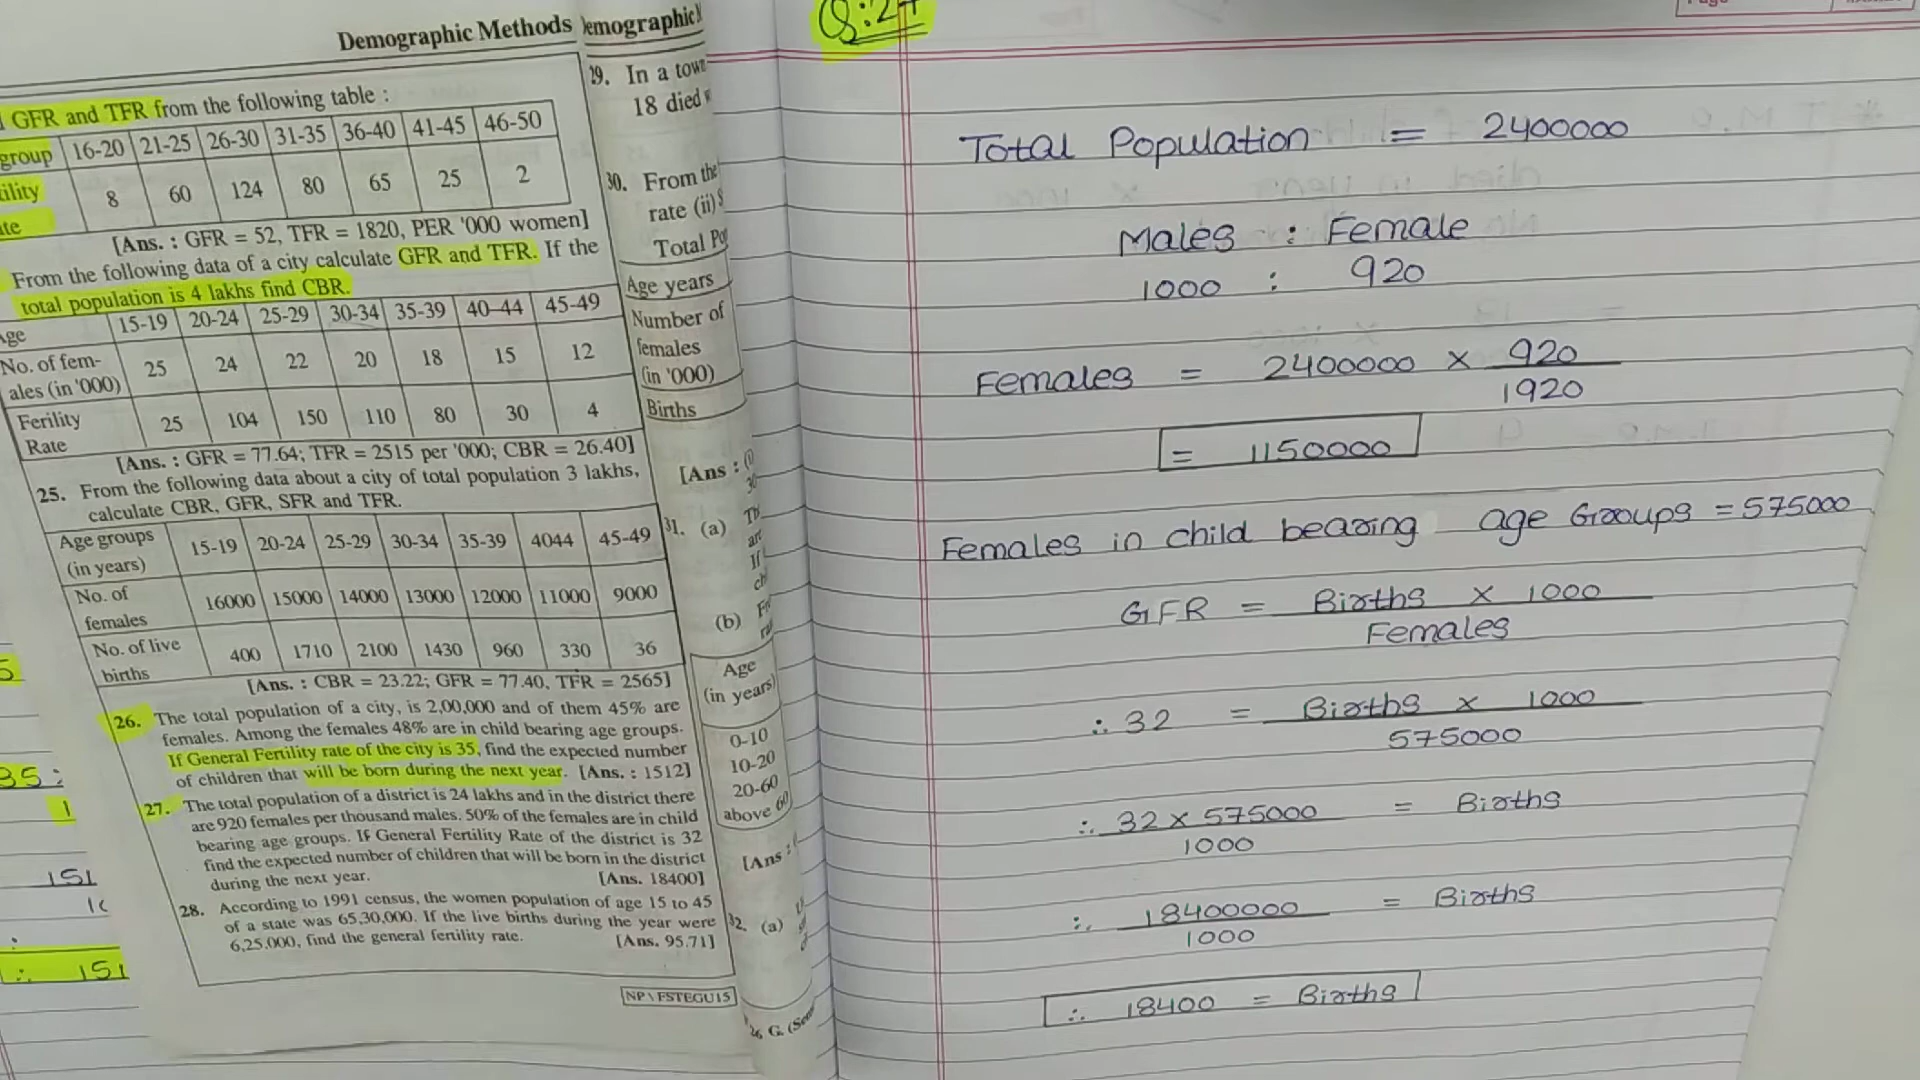 Demographic Methods
GFR and TFR from the following table :
group 16-20 21-25 26-30 31-35 36-40 41-45 46-50
8 60 124 80 65 25 2
[Ans. : GFR = 52, TFR = 1820, PER '000 women]
From the following data of a city calculate GFR and TFR. If the
total population is 4 lakhs find CBR.
15-19 20-24 25-29 30-34 35-39 40-44 45-49
No. of fem-
ales (in '000) 25 24 22 20 18 15 12
Ferility
Rate 25 104 150 110 80 30 4
[Ans. : GFR = 77.64; TFR = 2515 per '000; CBR = 26.40]
25. From the following data about a city of total population 3 lakhs,
calculate CBR, GFR, SFR and TFR.
Age groups
(in years) 15-19 20-24 25-29 30-34 35-39 4044 45-49
No. of
females 16000 15000 14000 13000 12000 11000 9000
No. of live
births 400 1710 2100 1430 960 330 36
[Ans. : CBR = 23.22; GFR = 77.40, TFR = 2565]
26. The total population of a city, is 2,00,000 and of them 45% are
females. Among the females 48% are in child bearing age groups.
If General Fertility rate of the city is 35, find the expected number
of children that will be born during the next year. [Ans. : 1512]
27. The total population of a district is 24 lakhs and in the district there
are 920 females per thousand males. 50% of the females are in child
bearing age groups. If General Fertility Rate of the district is 32
find the expected number of children that will be born in the district
during the next year. [Ans. 18400]
28. According to 1991 census, the women population of age 15 to 45
of a state was 65,30,000. If the live births during the year were
6,25,000, find the general fertility rate. [Ans. 95.71]
NP\FSTEGU15
29. In a town
18 died
30. From the
rate (ii)
Total
Age years
Number of
females
(in '000)
Births
[Ans :
31. (a)
(b)
Age
(in years)
0-10
10-20
20-60
above 60
[Ans :
32. (a)
151
∴ 151
Total Population = 2400000
Males : Female
1000 : 920
Females = 2400000 × 920
1920
= 1150000
Females in child bearing age Groups = 575000
GFR = Births × 1000
Females
∴ 32 = Births × 1000
575000
∴ 32 × 575000 = Births
1000
∴ 18400000 = Births
1000
∴ 18400 = Births